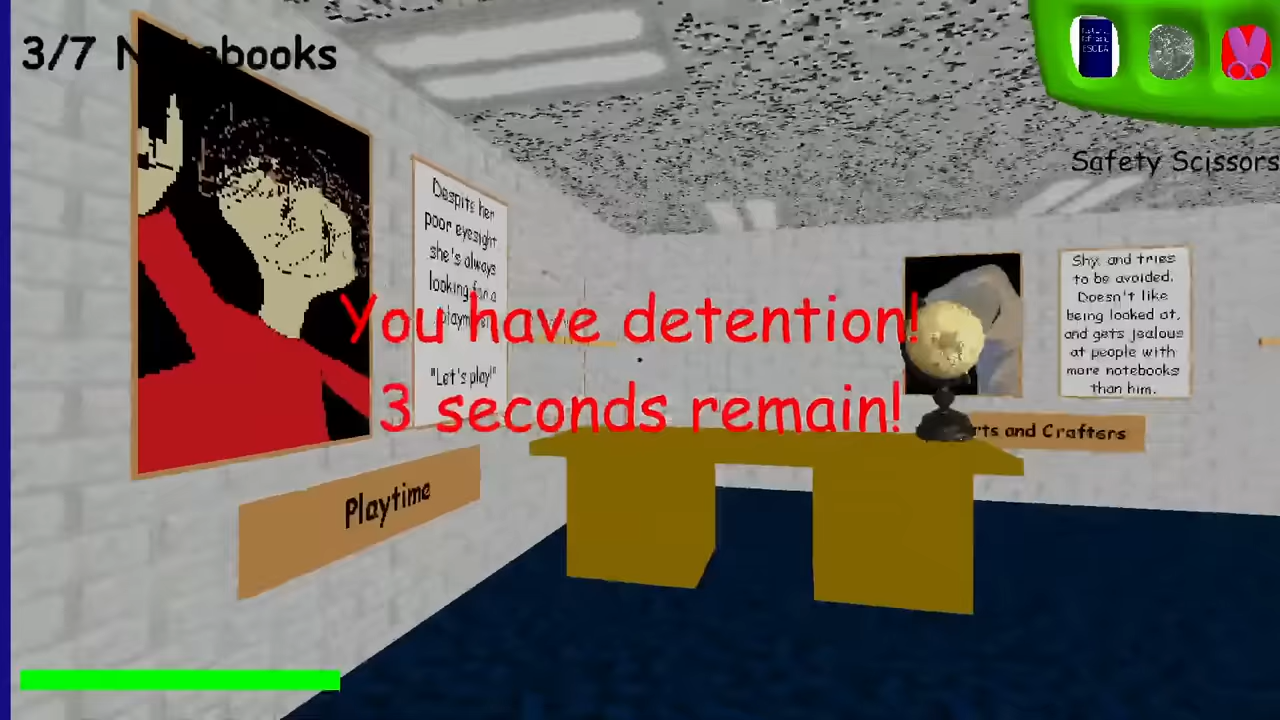 3/7 Notebooks
Safety Scissors
Despite her
poor eyesight
she's always
looking for a
"Let's play!"
Playtime
You have detention!
3 seconds remain!
Shy, and tries
to be avoided.
Doesn't like
being looked at,
and gets jealous
at people with
more notebooks
than him.
Arts and Crafters